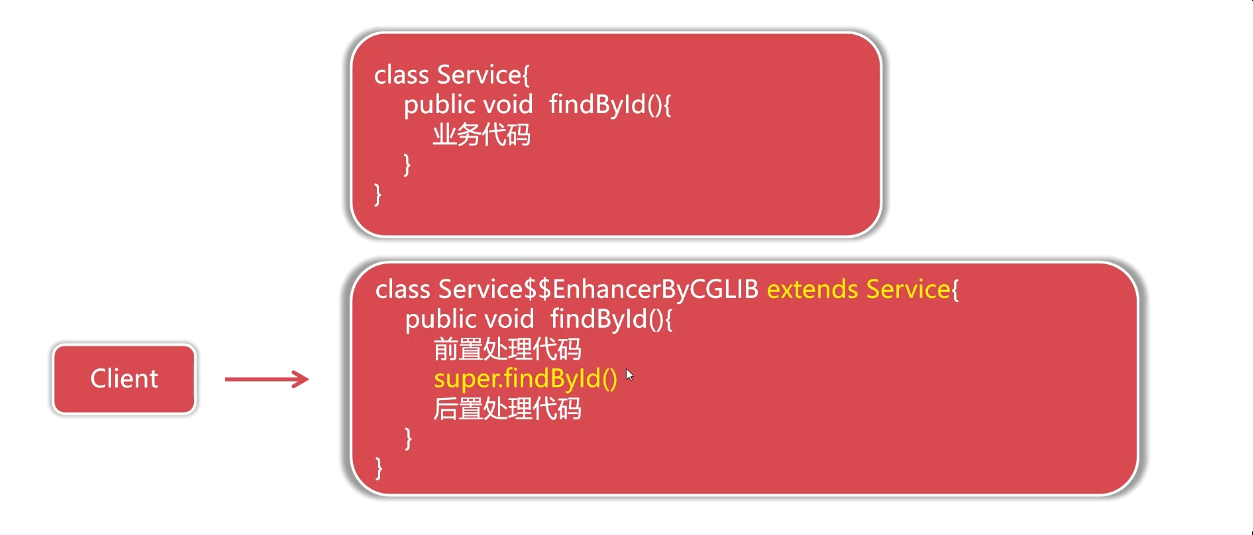 class Service{
public void findById(){
业务代码
}
}
class Service$$EnhancerByCGLIB extends Service{
public void findById(){
前置处理代码
super.findById()
后置处理代码
}
}
Client